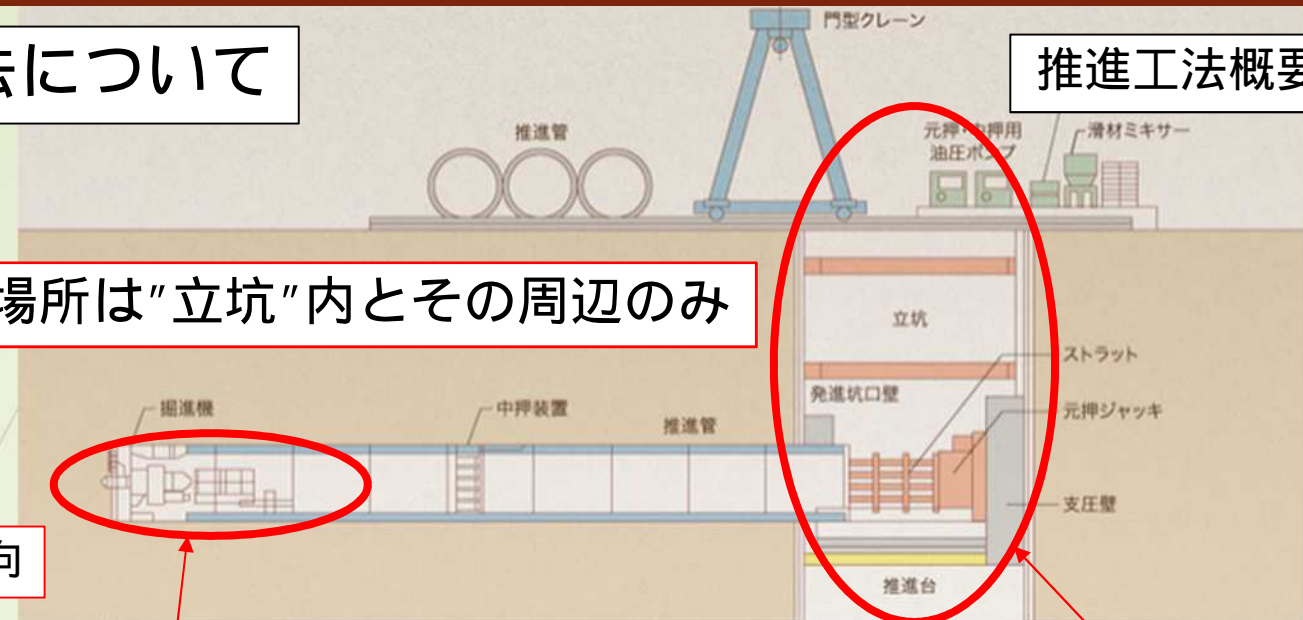 法について
門型クレーン
推進工法概要
推進管
元押・中押用
油圧ポンプ
滑材ミキサー
場所は"立坑"内とその周辺のみ
立坑
ストラット
発進坑口壁
元押ジャッキ
掘進機
中押装置
推進管
支圧壁
向
推進台